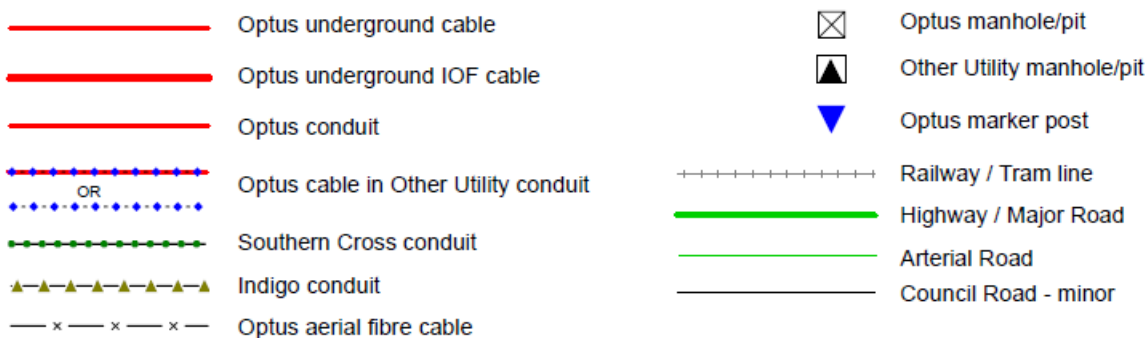 Optus underground cable
Optus underground IOF cable
Optus conduit
OR
Optus cable in Other Utility conduit
Southern Cross conduit
Indigo conduit
Optus aerial fibre cable
Optus manhole/pit
Other Utility manhole/pit
Optus marker post
Railway / Tram line
Highway / Major Road
Arterial Road
Council Road - minor